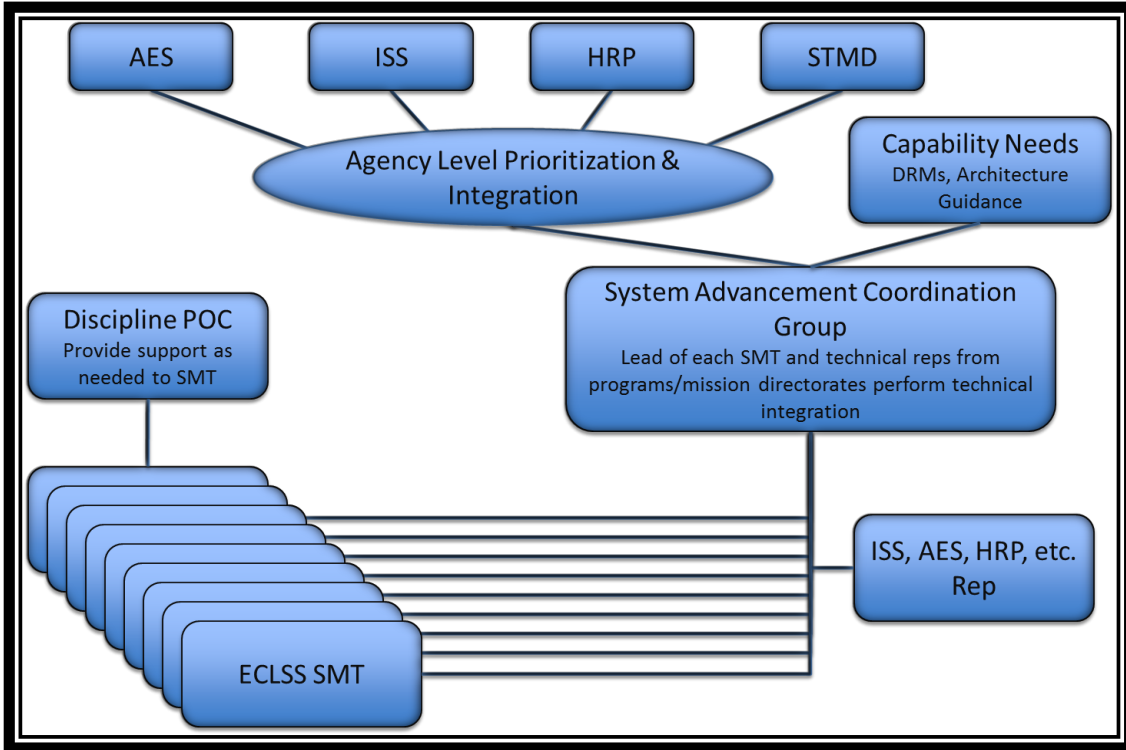 AES
ISS
HRP
STMD
Agency Level Prioritization &
Integration
Capability Needs
DRMs, Architecture
Guidance
System Advancement Coordination
Group
Lead of each SMT and technical reps from
programs/mission directorates perform technical
integration
Discipline POC
Provide support as
needed to SMT
ISS, AES, HRP, etc.
Rep
ECLSS SMT